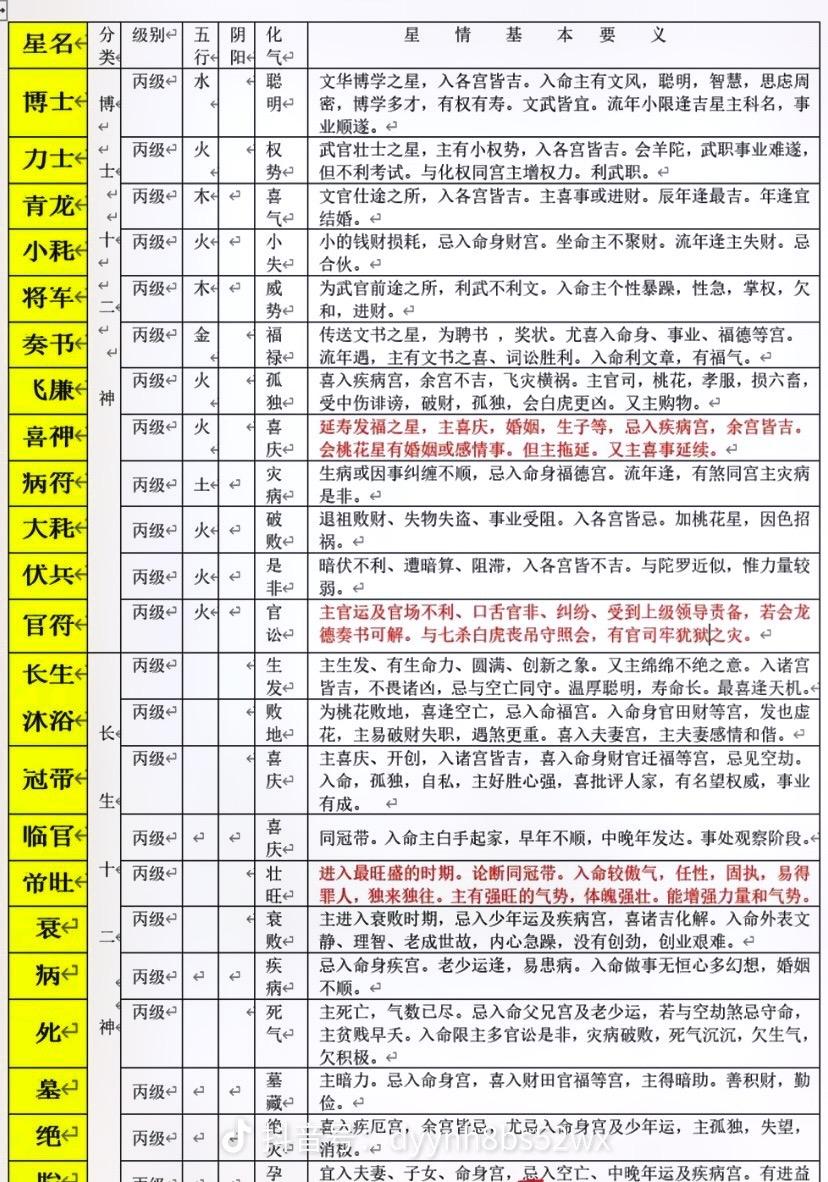 星名 分类 级别 五行 阴阳 化气 星情基本要义
博士十二神
博士 丙级 水 聪明 文华博学之星，入各宫皆吉。入命主有文风，聪明，智慧，思虑周
密，博学多才，有权有寿。文武皆宜。流年小限逢吉星主科名，事
业顺遂。
力士 丙级 火 权势 武官壮士之星，主有小权势，入各宫皆吉。会羊陀，武职事业难遂，
但不利考试。与化权同宫主增权力。利武职。
青龙 丙级 木 喜气 文官仕途之所，入各宫皆吉。主喜事或进财。辰年逢最吉。年逢宜
结婚。
小耗 丙级 火 小失 小的钱财损耗，忌入命身财宫。坐命主不聚财。流年逢主失财。忌
合伙。
将军 丙级 木 威势 为武官前途之所，利武不利文。入命主个性暴躁，性急，掌权，欠
和，进财。
奏书 丙级 金 福禄 传送文书之星，为聘书 ，奖状。尤喜入命身、事业、福德等宫。
流年遇，主有文书之喜、词讼胜利。入命利文章，有福气。
飞廉 丙级 火 孤独 喜入疾病宫，余宫不吉，飞灾横祸。主官司，桃花，孝服，损六畜，
受中伤诽谤，破财，孤独，会白虎更凶。又主购物。
喜神 丙级 火 喜庆 延寿发福之星，主喜庆，婚姻，生子等，忌入疾病宫，余宫皆吉。
会桃花星有婚姻或感情事。但主拖延。又主喜事延续。
病符 丙级 土 灾病 生病或因事纠缠不顺，忌入命身福德宫。流年逢，有煞同宫主灾病
是非。
大耗 丙级 火 破败 退祖败财、失物失盗、事业受阻。入各宫皆忌。加桃花星，因色招
祸。
伏兵 丙级 火 是非 暗伏不利、遭暗算、阻滞，入各宫皆不吉。与陀罗近似，惟力量较
弱。
官符 丙级 火 官讼 主官运及官场不利、口舌官非、纠纷、受到上级领导责备，若会龙
德奏书可解。与七杀白虎丧吊守照会，有官司牢犹狱之灾。
长生十二神
长生 丙级 生发 主生发、有生命力、圆满、创新之象。又主绵绵不绝之意。入诸宫
皆吉，不畏诸凶，忌与空亡同守。温厚聪明，寿命长。最喜逢天机。
沐浴 丙级 败地 为桃花败地，喜逢空亡，忌入命福宫。入命身官田财等宫，发也虚
花，主易破财失职，遇煞更重。喜入夫妻宫，主夫妻感情和偕。
冠带 丙级 喜庆 主喜庆、开创，入诸宫皆吉，喜入命身财官迁福等宫，忌见空劫。
入命，孤独，自私，主好胜心强，喜批评人家，有名望权威，事业
有成。
临官 丙级 喜庆 同冠带。入命主白手起家，早年不顺，中晚年发达。事处观察阶段。
帝旺 丙级 壮旺 进入最旺盛的时期。论断同冠带。入命较傲气，任性，固执，易得
罪人，独来独往。主有强旺的气势，体魄强壮。能增强力量和气势。
衰 丙级 衰败 主进入衰败时期，忌入少年运及疾病宫，喜诸吉化解。入命外表文
静、理智、老成世故，内心急躁，没有创劲，创业艰难。
病 丙级 疾病 忌入命身疾宫。老少运逢，易患病。入命做事无恒心多幻想，婚姻
不顺。
死 丙级 死气 主死亡，气数已尽。忌入命父兄宫及老少运，若与空劫煞忌守命，
主贫贱早夭。入命限主多官讼是非，灾病破败，死气沉沉，欠生气，
欠积极。
墓 丙级 墓藏 主暗力。忌入命身宫，喜入财田官福等宫，主得暗助。善积财，勤
俭。
绝 丙级 绝灭 喜入疾厄宫，余宫皆忌，尤忌入命身宫及少年运，主孤独，失望，
消极。
胎 丙级 孕 宜入夫妻、子女、命身宫，忌入空亡、中晚年运及疾病宫。有进益
抖音号：dyynh8bs52wx